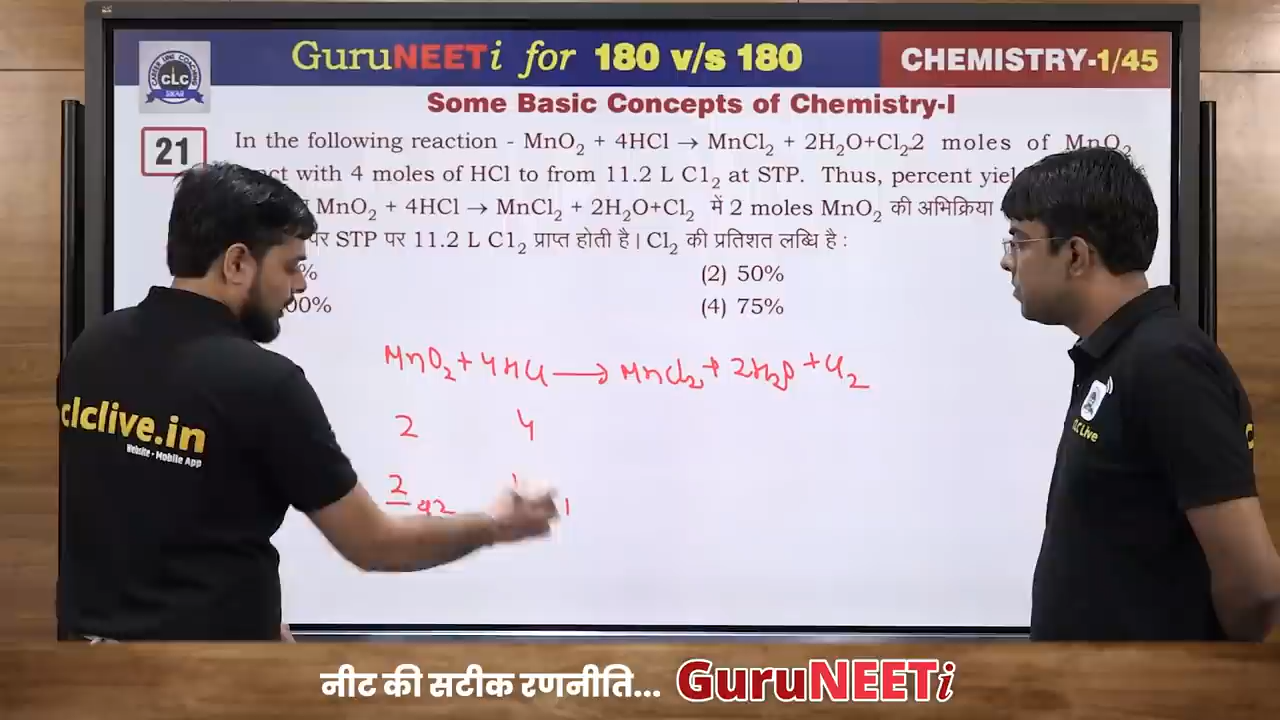 GuruNEETi for 180 v/s 180
CHEMISTRY-1/45
CLC
SIKAR
Some Basic Concepts of Chemistry-I
21
In the following reaction - MnO₂ + 4HCl → MnCl₂ + 2H₂O+Cl₂.2 moles of MnO₂
with 4 moles of HCl to from 11.2 L C1₂ at STP. Thus, percent
MnO₂ + 4HCl → MnCl₂ + 2H₂O+Cl₂ में 2 moles MnO₂ की अभिक्रिया
पर STP पर 11.2 L C1₂ प्राप्त होती है। Cl₂ की प्रतिशत लब्धि है :
%
(2) 50%
00%
(4) 75%
MnO₂ + 4HCl → MnCl₂ + 2H₂O + Cl₂
2 4
2
clclive.in
Website • Mobile App
CLC Live
नीट की सटीक रणनीति... GuruNEETi